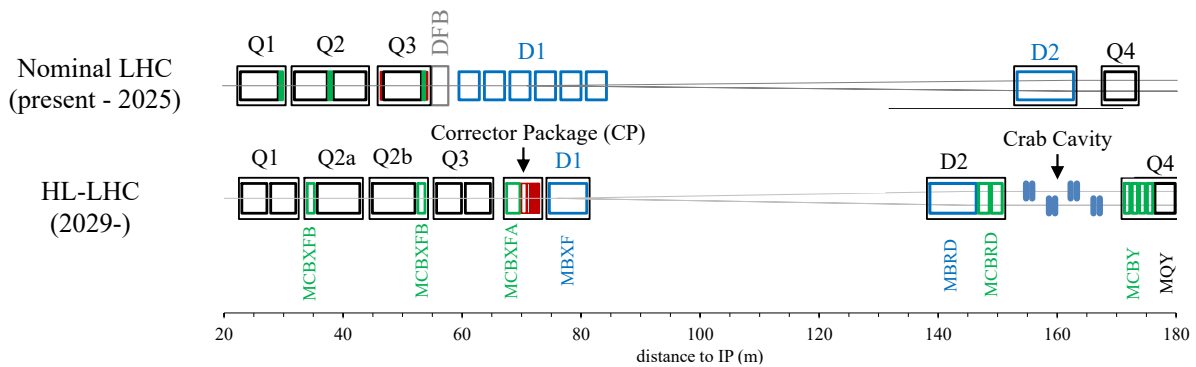 Nominal LHC
(present - 2025)
Q1
Q2
Q3
DFB
D1
D2
Q4
Corrector Package (CP)
Crab Cavity
HL-LHC
(2029-)
Q1
Q2a
Q2b
Q3
D1
D2
Q4
MCBXFB
MCBXFB
MCBXFA
MBXF
MBRD
MCBRD
MCBY
MQY
20
40
60
80
100
120
140
160
180
distance to IP (m)